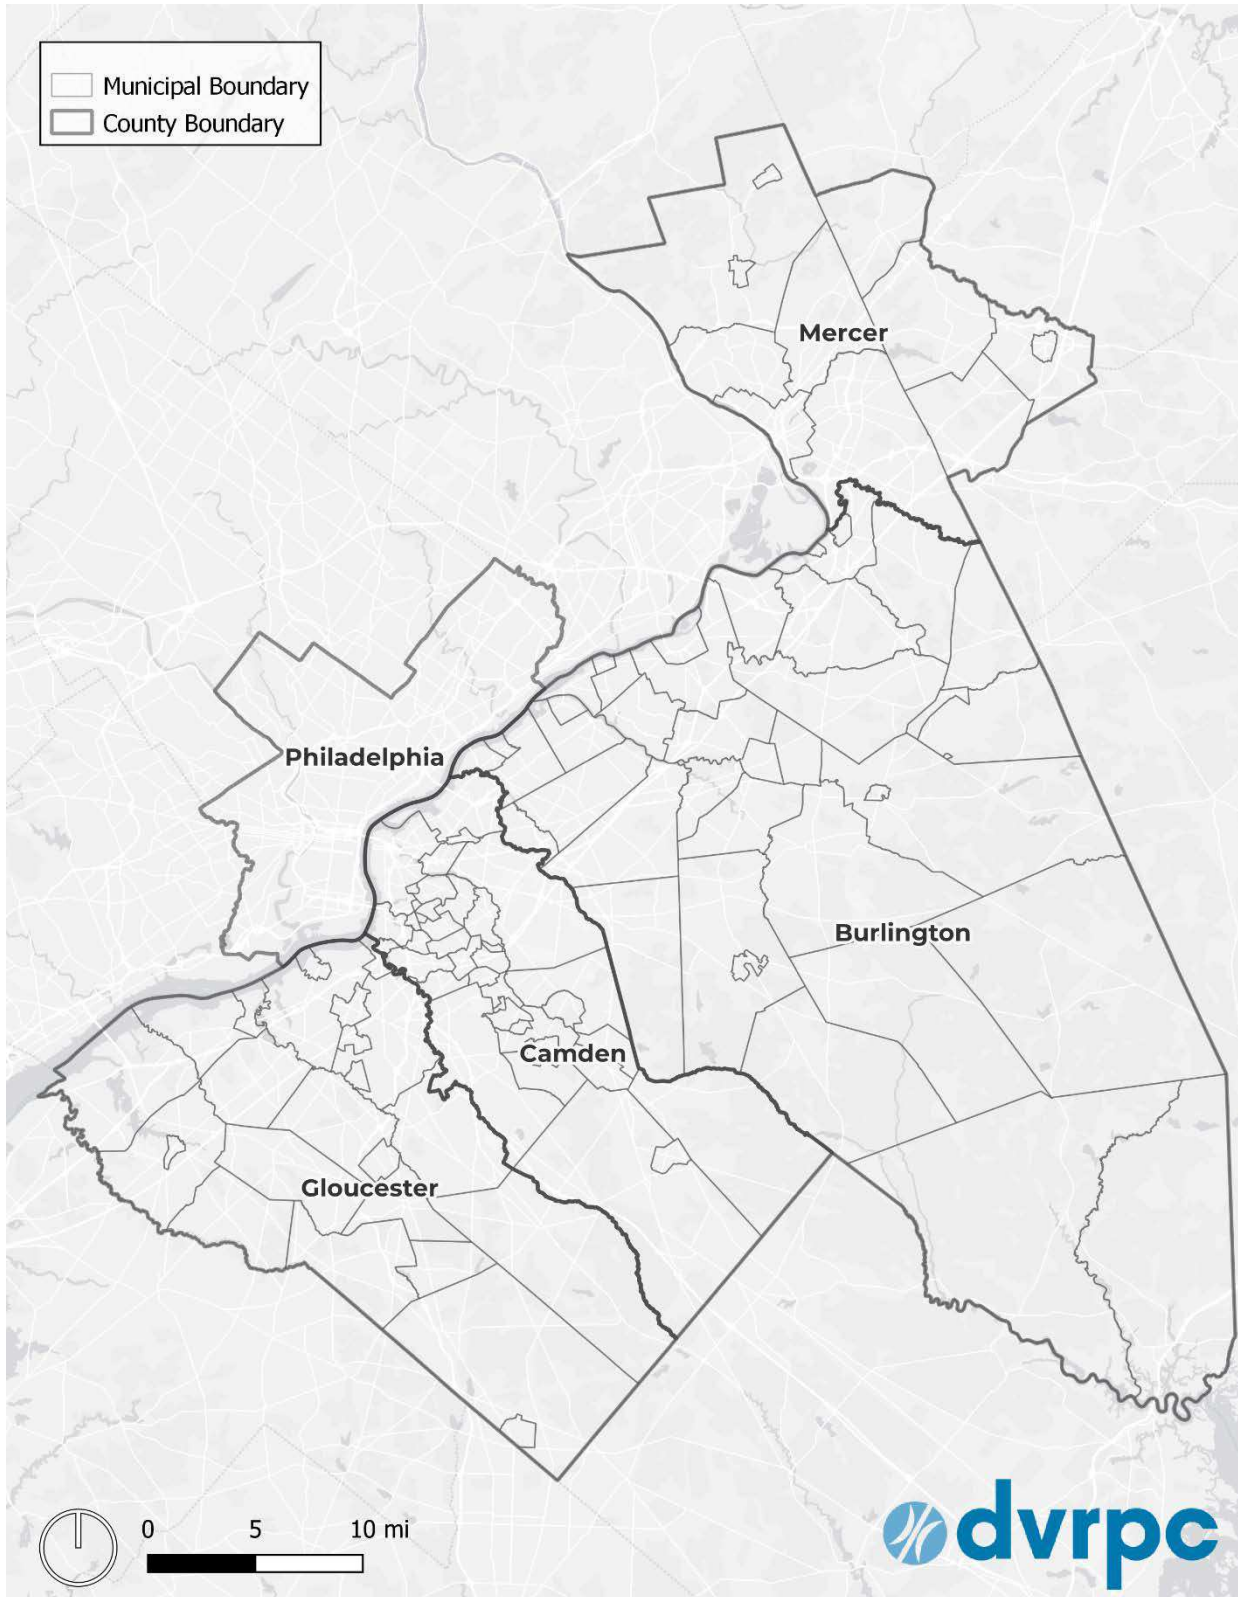 Municipal Boundary
County Boundary
Mercer
Philadelphia
Burlington
Camden
Gloucester
0 5 10 mi
dvrpc